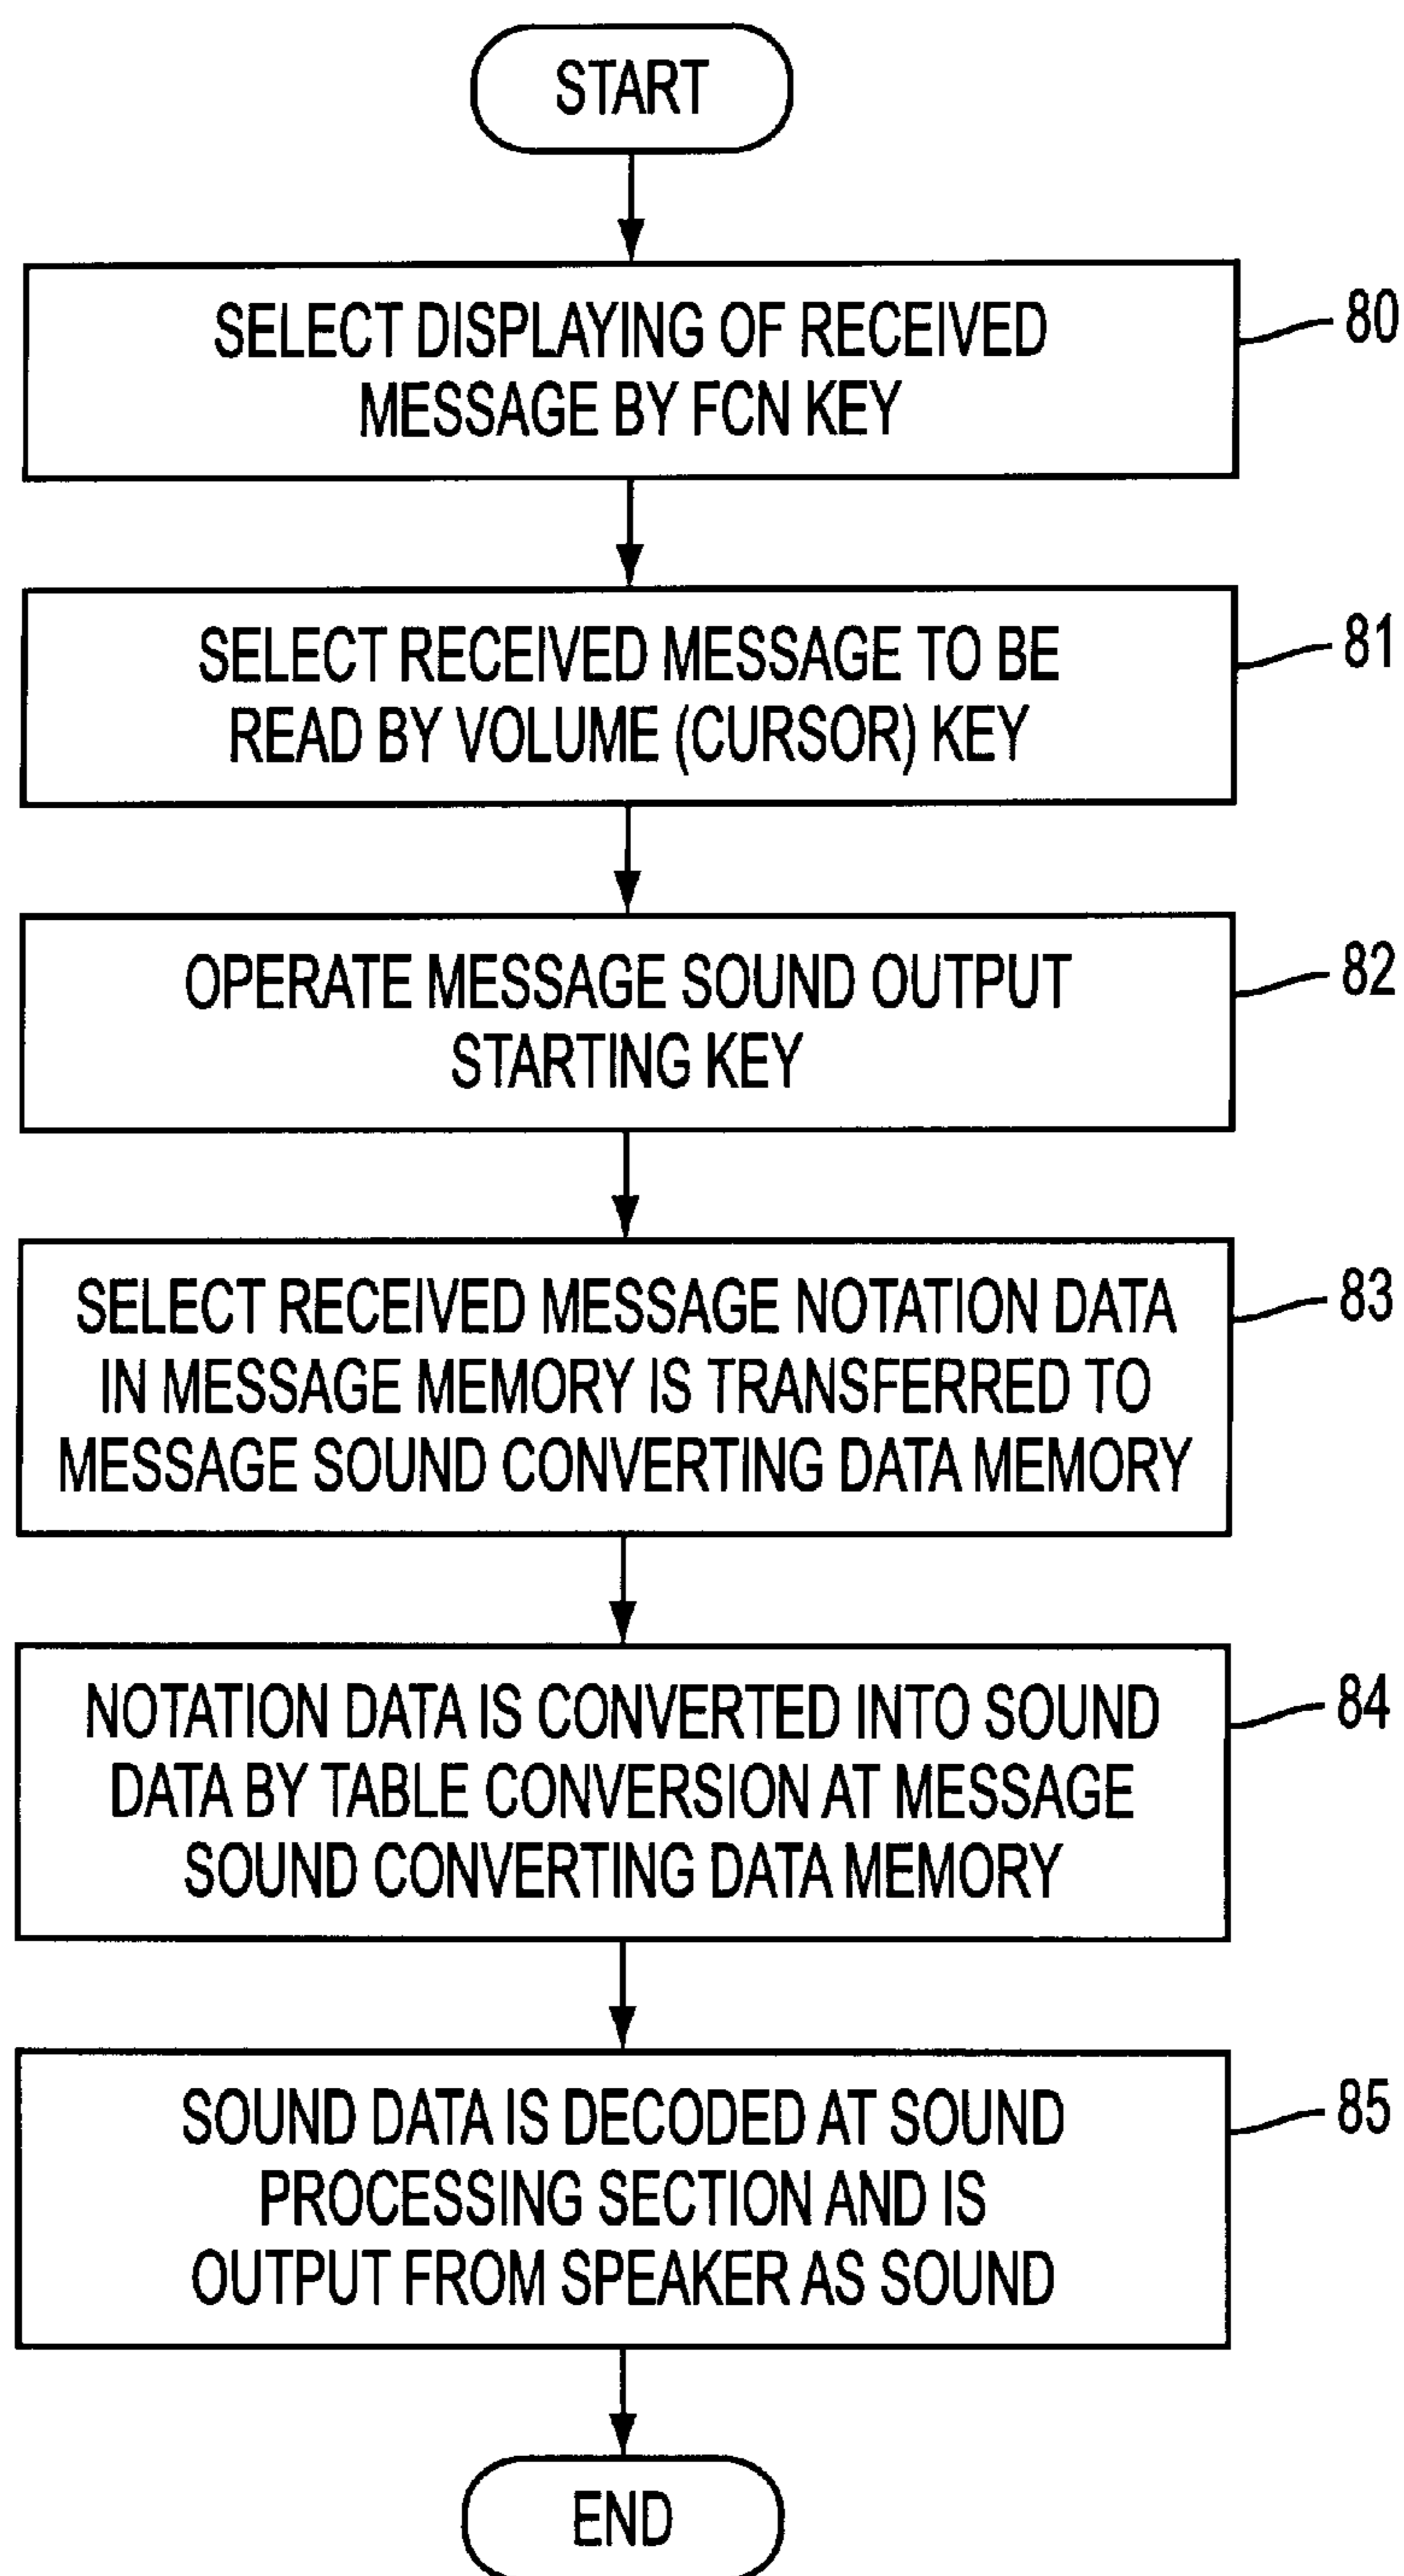 START
SELECT DISPLAYING OF RECEIVED
MESSAGE BY FCN KEY
80
SELECT RECEIVED MESSAGE TO BE
READ BY VOLUME (CURSOR) KEY
81
OPERATE MESSAGE SOUND OUTPUT
STARTING KEY
82
SELECT RECEIVED MESSAGE NOTATION DATA
IN MESSAGE MEMORY IS TRANSFERRED TO
MESSAGE SOUND CONVERTING DATA MEMORY
83
NOTATION DATA IS CONVERTED INTO SOUND
DATA BY TABLE CONVERSION AT MESSAGE
SOUND CONVERTING DATA MEMORY
84
SOUND DATA IS DECODED AT SOUND
PROCESSING SECTION AND IS
OUTPUT FROM SPEAKER AS SOUND
85
END